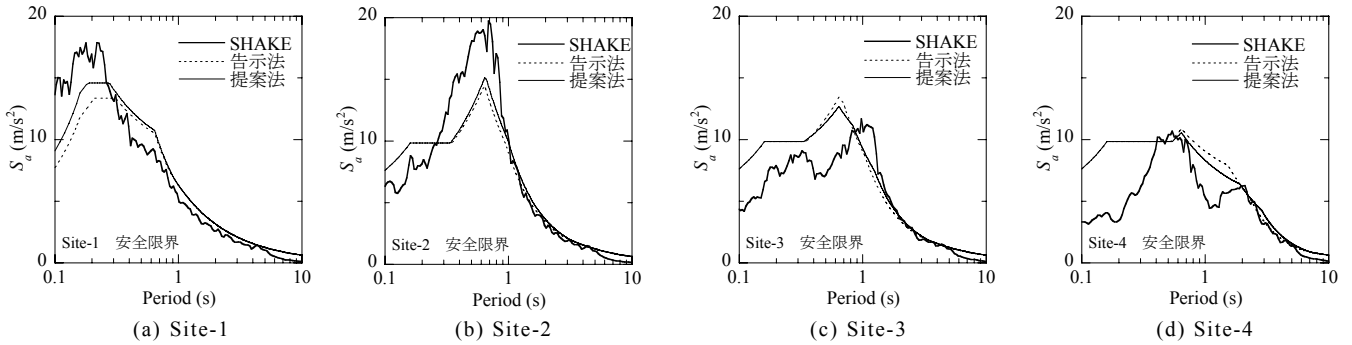 20
SHAKE
告示法
提案法
10
0
Sa (m/s²)
Site-1 安全限界
0.1 1 10
Period (s)
(a) Site-1
20
SHAKE
告示法
提案法
10
0
Sa (m/s²)
Site-2 安全限界
0.1 1 10
Period (s)
(b) Site-2
20
SHAKE
告示法
提案法
10
0
Sa (m/s²)
Site-3 安全限界
0.1 1 10
Period (s)
(c) Site-3
20
SHAKE
告示法
提案法
10
0
Sa (m/s²)
Site-4 安全限界
0.1 1 10
Period (s)
(d) Site-4